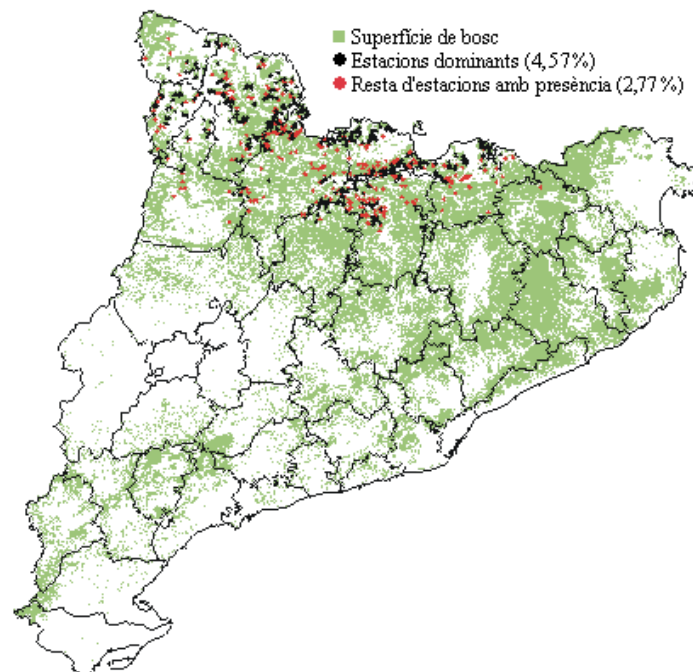 Superfície de bosc
Estacions dominants (4,57%)
Resta d'estacions amb presència (2,77%)